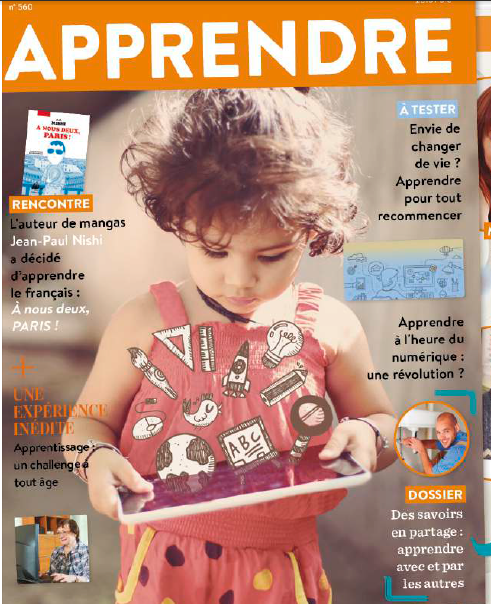 n° 560
APPRENDRE
À NOUS DEUX,
PARIS !
RENCONTRE
L'auteur de mangas
Jean-Paul Nishi
a décidé
d'apprendre
le français :
À nous deux,
PARIS !
+
UNE
EXPÉRIENCE
INÉDITE
Apprentissage :
un challenge à
tout âge
À TESTER
Envie de
changer
de vie ?
Apprendre
pour tout
recommencer
Apprendre
à l'heure du
numérique :
une révolution ?
ABC
DOSSIER
Des savoirs
en partage :
apprendre
avec et par
les autres